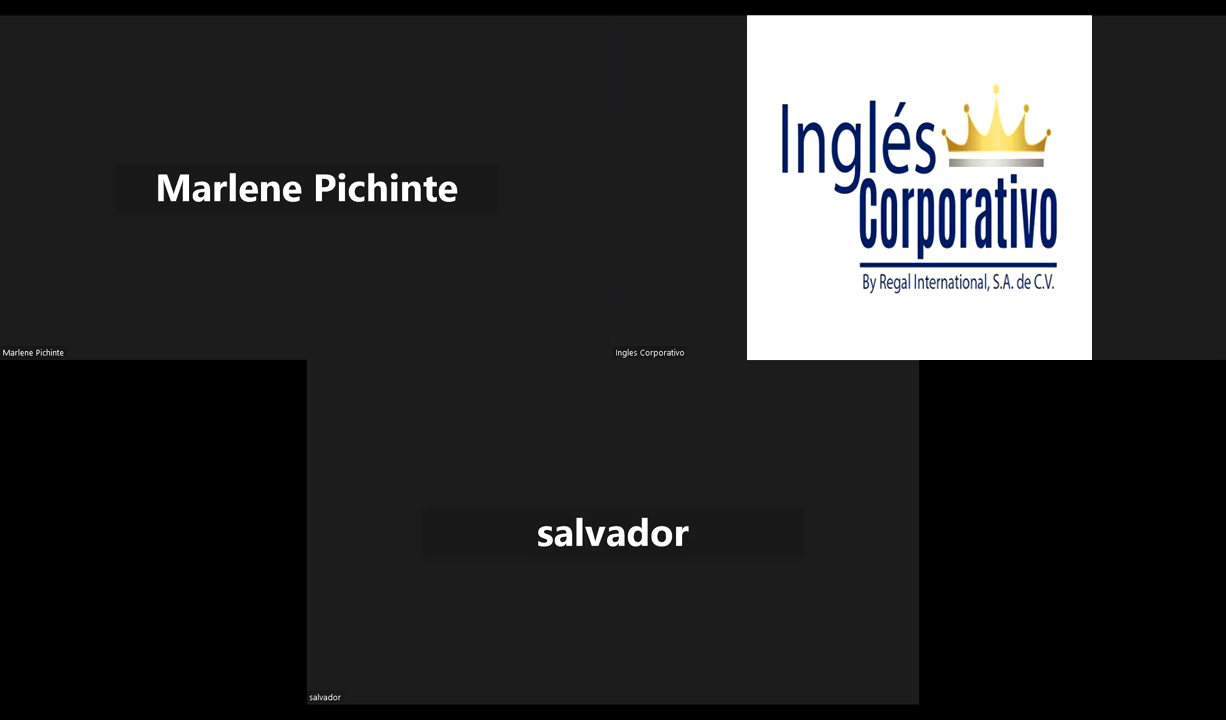 Marlene Pichinte
Inglés
Corporativo
By Regal International, S.A. de C.V.
Marlene Pichinte
Ingles Corporativo
salvador
salvador